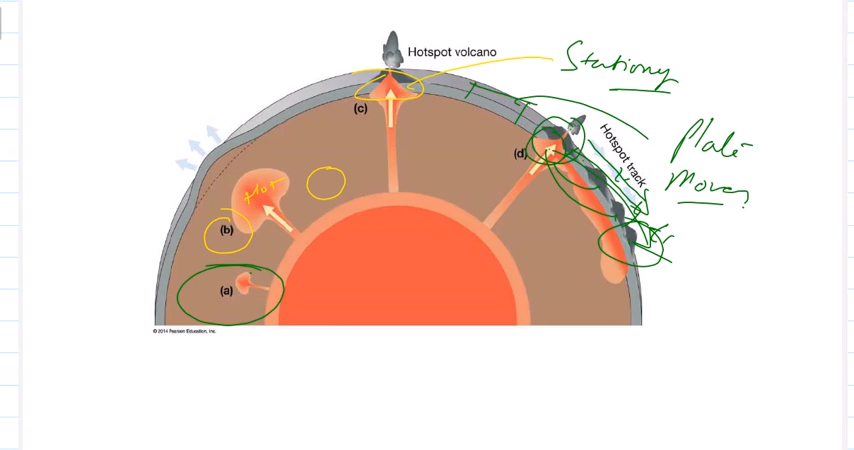 Hotspot volcano
Stationary
(c)
(d)
Hotspot track
Plate
Moves
Hot
(b)
(a)
© 2014 Pearson Education, Inc.